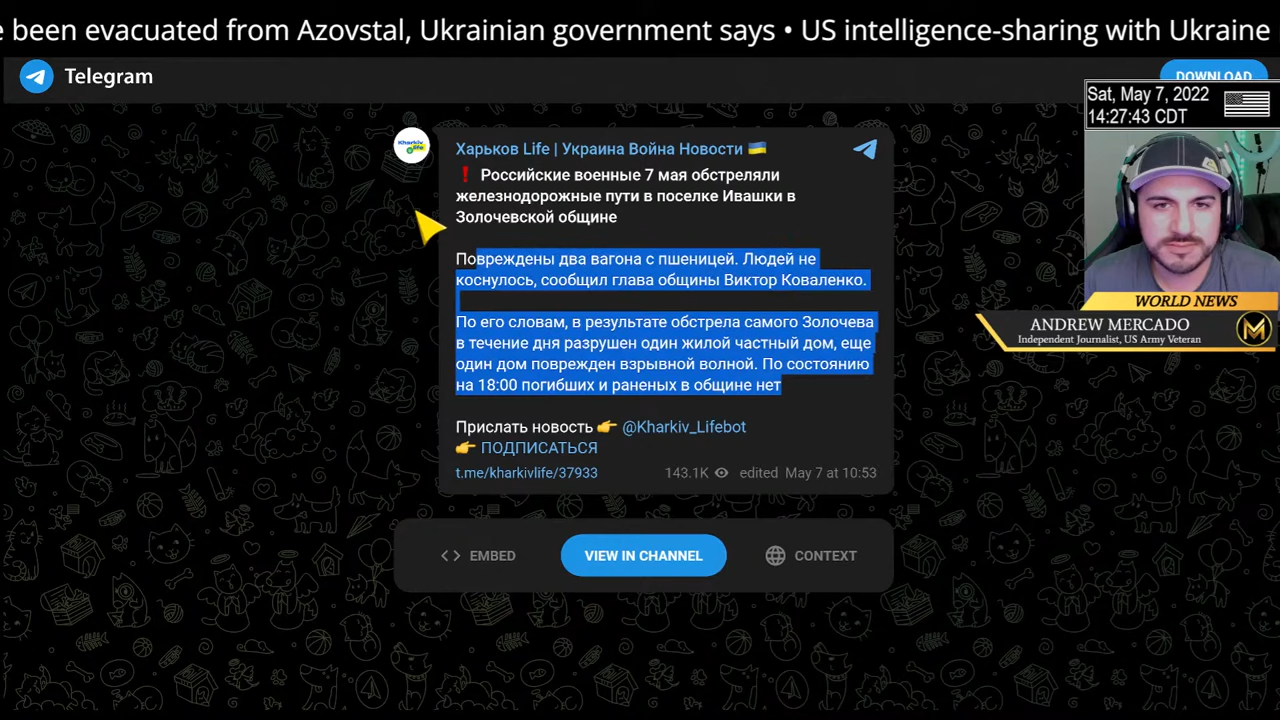 e been evacuated from Azovstal, Ukrainian government says • US intelligence-sharing with Ukraine
Telegram
DOWNLOAD
Sat, May 7, 2022
14:27:43 CDT
Kharkiv
life
Харьков Life | Украина Война Новости 🇺🇦
❗ Российские военные 7 мая обстреляли
железнодорожные пути в поселке Ивашки в
Золочевской общине
Повреждены два вагона с пшеницей. Людей не
коснулось, сообщил глава общины Виктор Коваленко.
По его словам, в результате обстрела самого Золочева
в течение дня разрушен один жилой частный дом, еще
один дом поврежден взрывной волной. По состоянию
на 18:00 погибших и раненых в общине нет
Прислать новость 👉 @Kharkiv_Lifebot
👉 ПОДПИСАТЬСЯ
t.me/kharkivlife/37933 143.1K edited May 7 at 10:53
EMBED
VIEW IN CHANNEL
CONTEXT
WORLD NEWS
ANDREW MERCADO
Independent Journalist, US Army Veteran
M